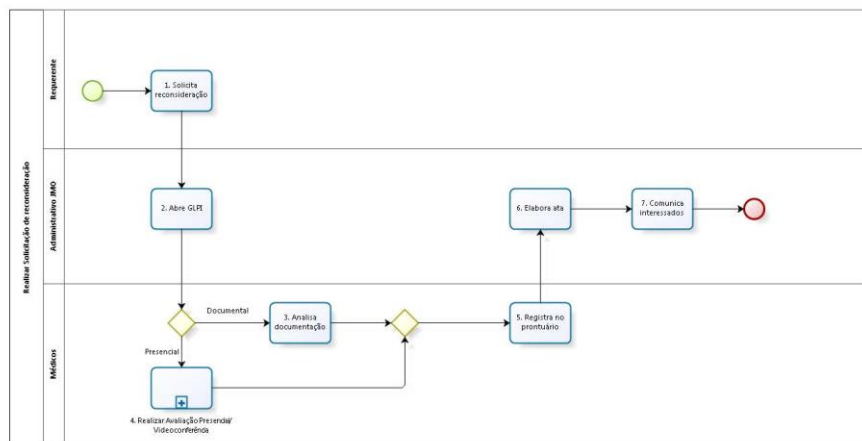 Realizar Solicitação de reconsideração
Requerente
1. Solicita
reconsideração
Administrativo JMO
2. Abre GLPI
6. Elabora ata
7. Comunica
interessados
Médicos
Documental
3. Analisa
documentação
5. Registra no
prontuário
Presencial
4. Realizar Avaliação Presencial/
Videoconferência